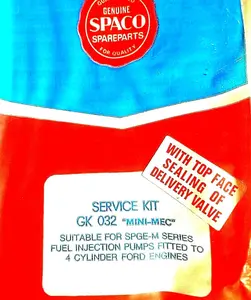 GENUINE
SPACO
SPAREPARTS
FOR QUALITY
WITH TOP FACE
SEALING OF
DELIVERY VALVE
SERVICE KIT
GK 032 "MINI-MEC"
SUITABLE FOR SPGE-M SERIES
FUEL INJECTION PUMPS FITTED TO
4 CYLINDER FORD ENGINES